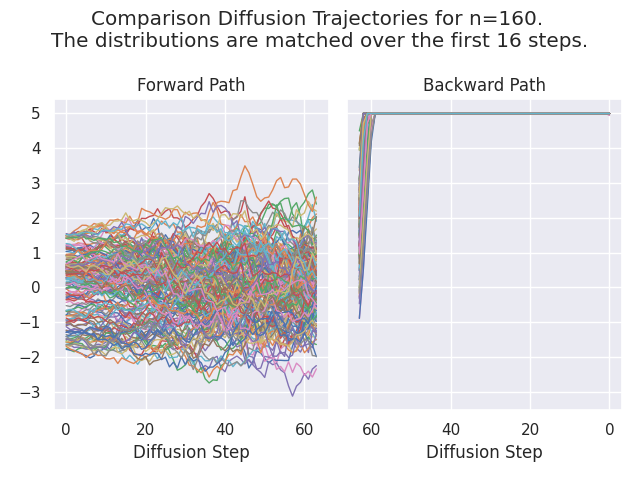 Comparison Diffusion Trajectories for n=160.
The distributions are matched over the first 16 steps.
Forward Path
Backward Path
5
4
3
2
1
0
−1
−2
−3
0 20 40 60
60 40 20 0
Diffusion Step
Diffusion Step